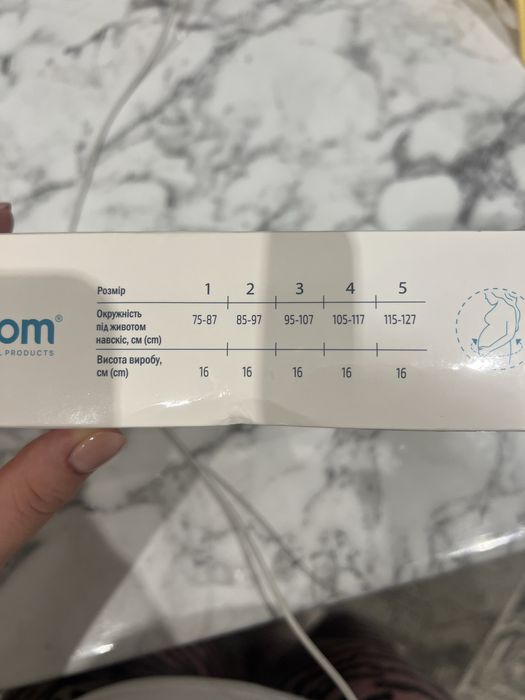 om®
L PRODUCTS
Розмір 1 2 3 4 5
Окружність
під животом
навскіс, см (cm) 75-87 85-97 95-107 105-117 115-127
Висота виробу,
см (cm) 16 16 16 16 16